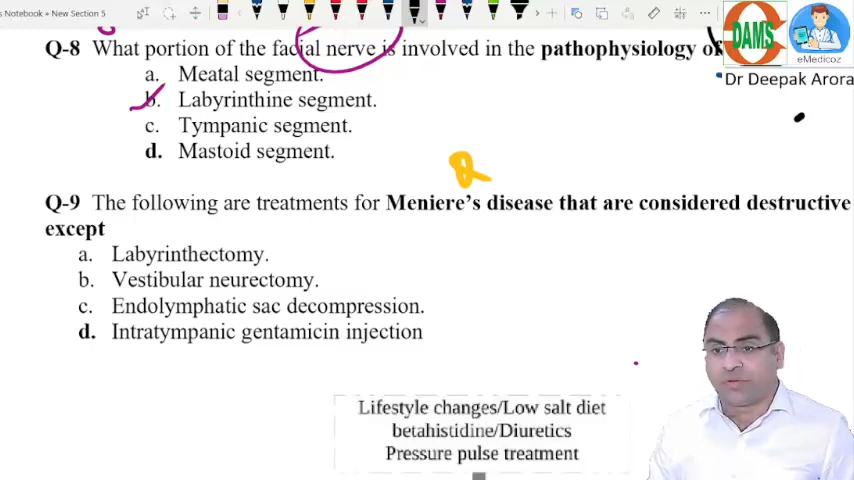 s Notebook » New Section 5
DAMS
eMedicoz
Q-8 What portion of the facial nerve is involved in the pathophysiology of
Dr Deepak Arora
a. Meatal segment.
b. Labyrinthine segment.
c. Tympanic segment.
d. Mastoid segment.
Q-9 The following are treatments for Meniere’s disease that are considered destructive
except
a. Labyrinthectomy.
b. Vestibular neurectomy.
c. Endolymphatic sac decompression.
d. Intratympanic gentamicin injection
Lifestyle changes/Low salt diet
betahistidine/Diuretics
Pressure pulse treatment